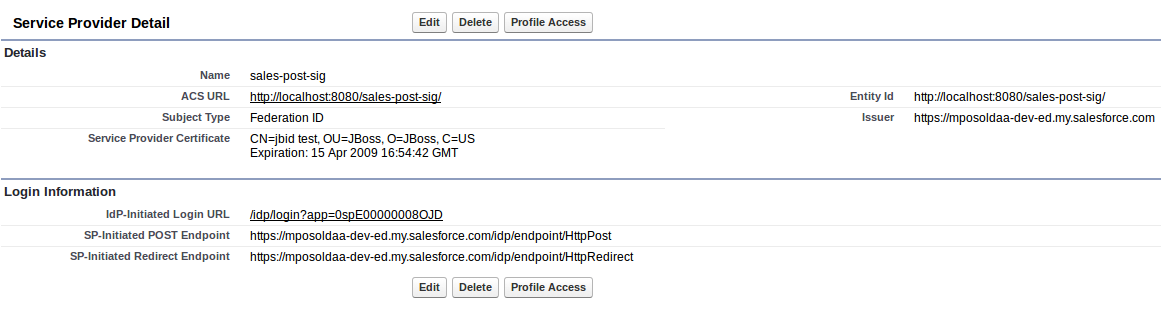 Service Provider Detail
Edit Delete Profile Access
Details
Name sales-post-sig
ACS URL http://localhost:8080/sales-post-sig/ Entity Id http://localhost:8080/sales-post-sig/
Subject Type Federation ID Issuer https://mposoldaa-dev-ed.my.salesforce.com
Service Provider Certificate CN=jbid test, OU=JBoss, O=JBoss, C=US
Expiration: 15 Apr 2009 16:54:42 GMT
Login Information
IdP-Initiated Login URL /idp/login?app=0spE00000008OJD
SP-Initiated POST Endpoint https://mposoldaa-dev-ed.my.salesforce.com/idp/endpoint/HttpPost
SP-Initiated Redirect Endpoint https://mposoldaa-dev-ed.my.salesforce.com/idp/endpoint/HttpRedirect
Edit Delete Profile Access